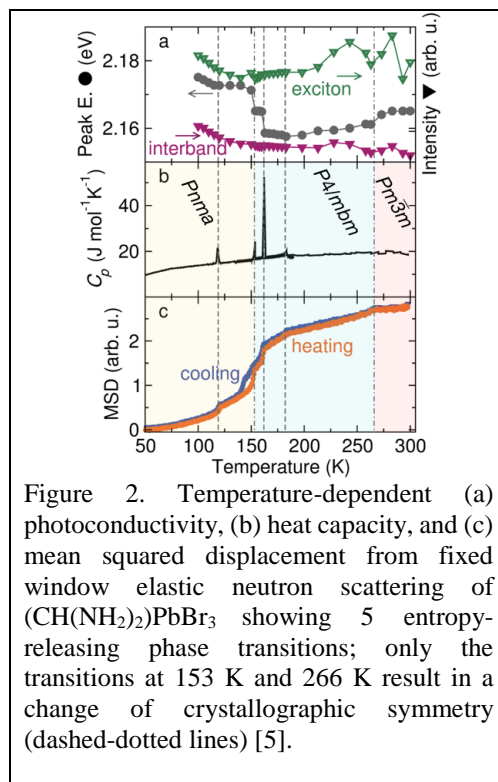 a
Peak E. ● (eV)
2.18
2.16
exciton
interband
Intensity ▼ (arb. u.)
b
C_p (J mol⁻¹K⁻¹)
40
20
Pnma
P4/mbm
Pm3̅m
c
MSD (arb. u.)
2
1
0
cooling
heating
50 100 150 200 250 300
Temperature (K)
Figure 2. Temperature-dependent (a)
photoconductivity, (b) heat capacity, and (c)
mean squared displacement from fixed
window elastic neutron scattering of
(CH(NH₂)₂)PbBr₃ showing 5 entropy-
releasing phase transitions; only the
transitions at 153 K and 266 K result in a
change of crystallographic symmetry
(dashed-dotted lines) [5].